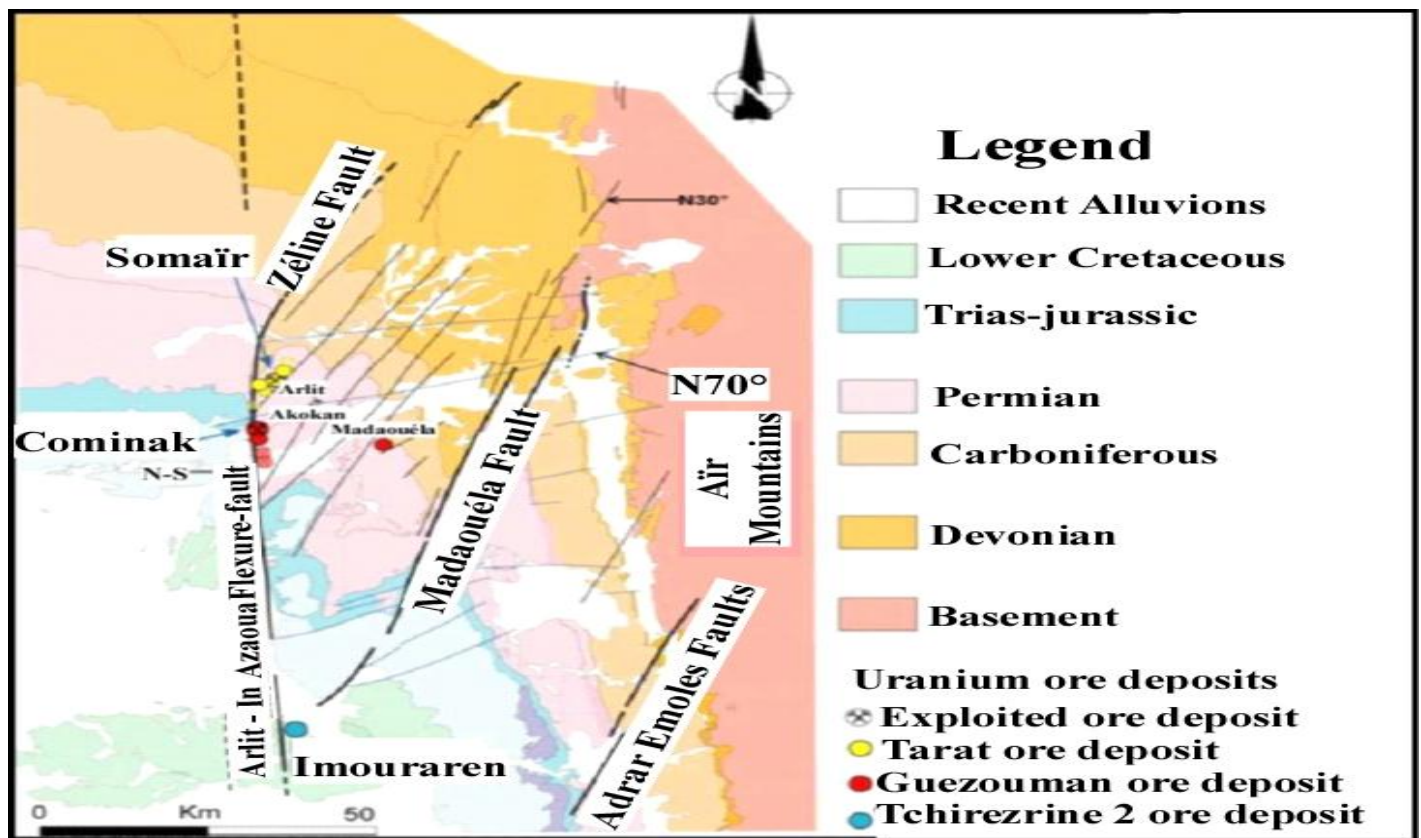 Zéline Fault
N30°
Somaïr
N70°
Arlit
Akokan
Madaouéla
Cominak
N-S
Arlit - In AzaouaFlexure-fault
Madaouéla Fault
Aïr
Mountains
Adrar Emoles Faults
Imouraren
0 Km 50
Legend
Recent Alluvions
Lower Cretaceous
Trias-jurassic
Permian
Carboniferous
Devonian
Basement
Uranium ore deposits
Exploited ore deposit
Tarat ore deposit
Guezouman ore deposit
Tchirezrine 2 ore deposit